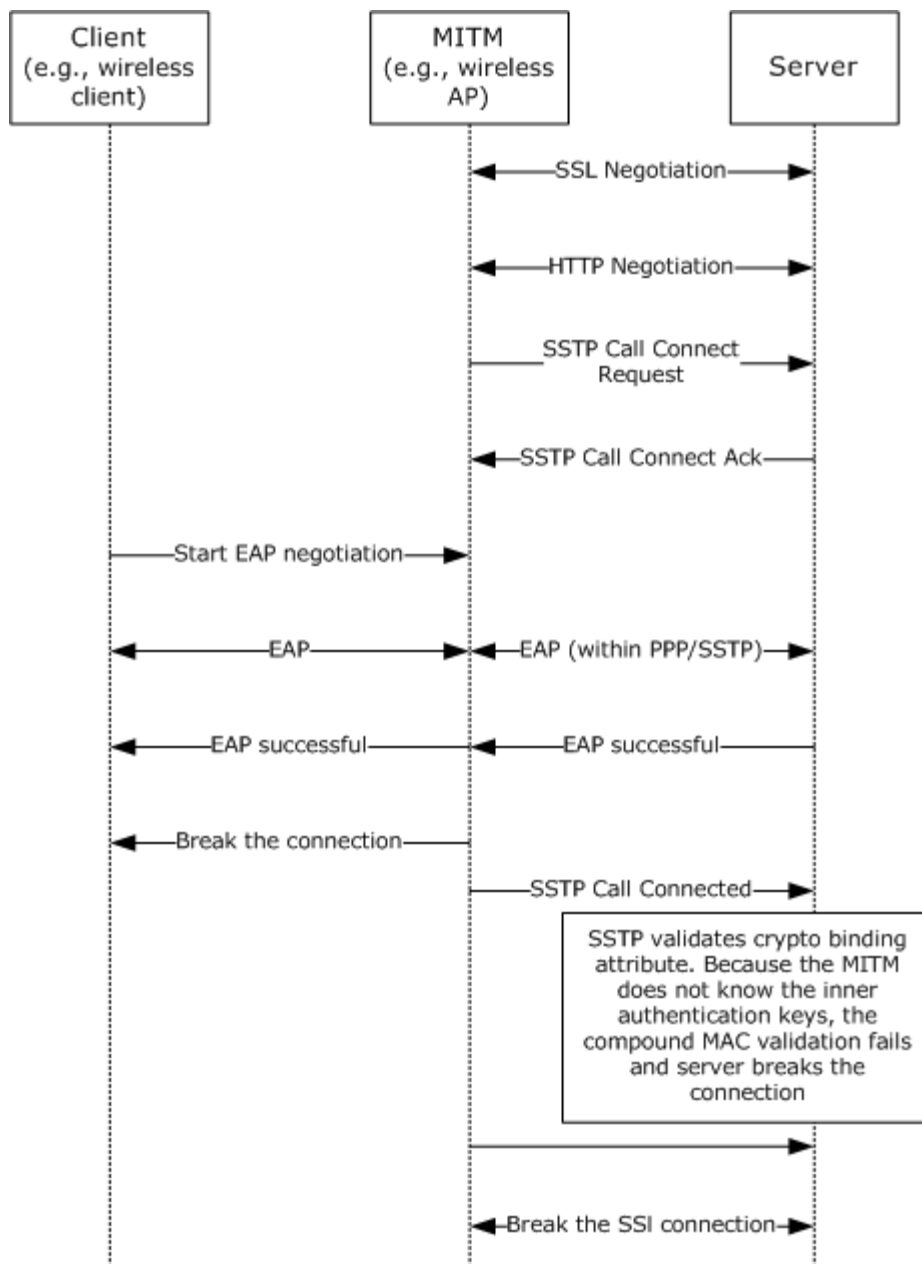 Client
(e.g., wireless
client)
MITM
(e.g., wireless
AP)
Server
SSL Negotiation
HTTP Negotiation
SSTP Call Connect
Request
SSTP Call Connect Ack
Start EAP negotiation
EAP
EAP (within PPP/SSTP)
EAP successful
EAP successful
Break the connection
SSTP Call Connected
SSTP validates crypto binding
attribute. Because the MITM
does not know the inner
authentication keys, the
compound MAC validation fails
and server breaks the
connection
Break the SSl connection